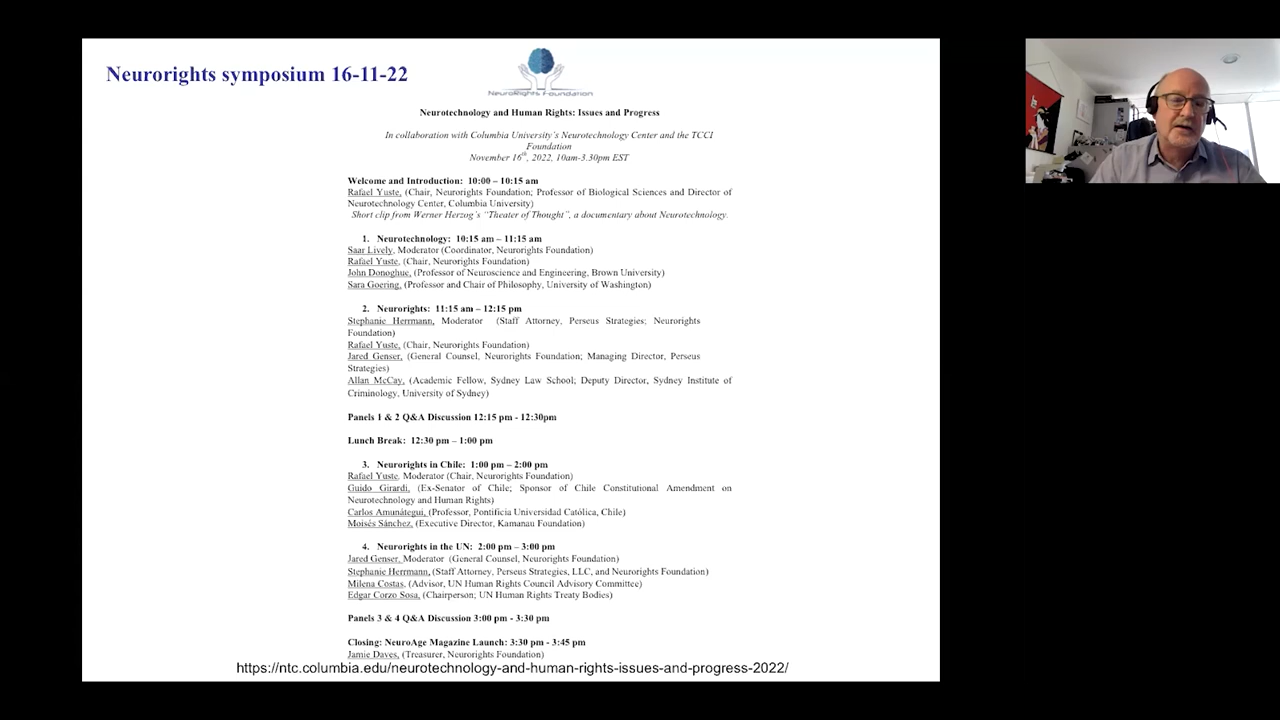 Neurorights symposium 16-11-22
NeuroRights Foundation
Neurotechnology and Human Rights: Issues and Progress
In collaboration with Columbia University's Neurotechnology Center and the TCCI
Foundation
November 16th, 2022, 10am-3.30pm EST
Welcome and Introduction: 10:00 – 10:15 am
Rafael Yuste, (Chair, Neurorights Foundation; Professor of Biological Sciences and Director of
Neurotechnology Center, Columbia University)
Short clip from Werner Herzog's "Theater of Thought", a documentary about Neurotechnology.
1. Neurotechnology: 10:15 am – 11:15 am
Saar Lively, Moderator (Coordinator, Neurorights Foundation)
Rafael Yuste, (Chair, Neurorights Foundation)
John Donoghue, (Professor of Neuroscience and Engineering, Brown University)
Sara Goering, (Professor and Chair of Philosophy, University of Washington)
2. Neurorights: 11:15 am – 12:15 pm
Stephanie Herrmann, Moderator (Staff Attorney, Perseus Strategies; Neurorights
Foundation)
Rafael Yuste, (Chair, Neurorights Foundation)
Jared Genser, (General Counsel, Neurorights Foundation; Managing Director, Perseus
Strategies)
Allan McCay, (Academic Fellow, Sydney Law School; Deputy Director, Sydney Institute of
Criminology, University of Sydney)
Panels 1 & 2 Q&A Discussion 12:15 pm - 12:30pm
Lunch Break: 12:30 pm – 1:00 pm
3. Neurorights in Chile: 1:00 pm – 2:00 pm
Rafael Yuste, Moderator (Chair, Neurorights Foundation)
Guido Girardi, (Ex-Senator of Chile; Sponsor of Chile Constitutional Amendment on
Neurotechnology and Human Rights)
Carlos Amunátegui, (Professor, Pontificia Universidad Católica, Chile)
Moisés Sánchez, (Executive Director, Kamanau Foundation)
4. Neurorights in the UN: 2:00 pm – 3:00 pm
Jared Genser, Moderator (General Counsel, Neurorights Foundation)
Stephanie Herrmann, (Staff Attorney, Perseus Strategies, LLC, and Neurorights Foundation)
Milena Costas, (Advisor, UN Human Rights Council Advisory Committee)
Edgar Corzo Sosa, (Chairperson; UN Human Rights Treaty Bodies)
Panels 3 & 4 Q&A Discussion 3:00 pm - 3:30 pm
Closing: NeuroAge Magazine Launch: 3:30 pm - 3:45 pm
Jamie Daves, (Treasurer, Neurorights Foundation)
https://ntc.columbia.edu/neurotechnology-and-human-rights-issues-and-progress-2022/